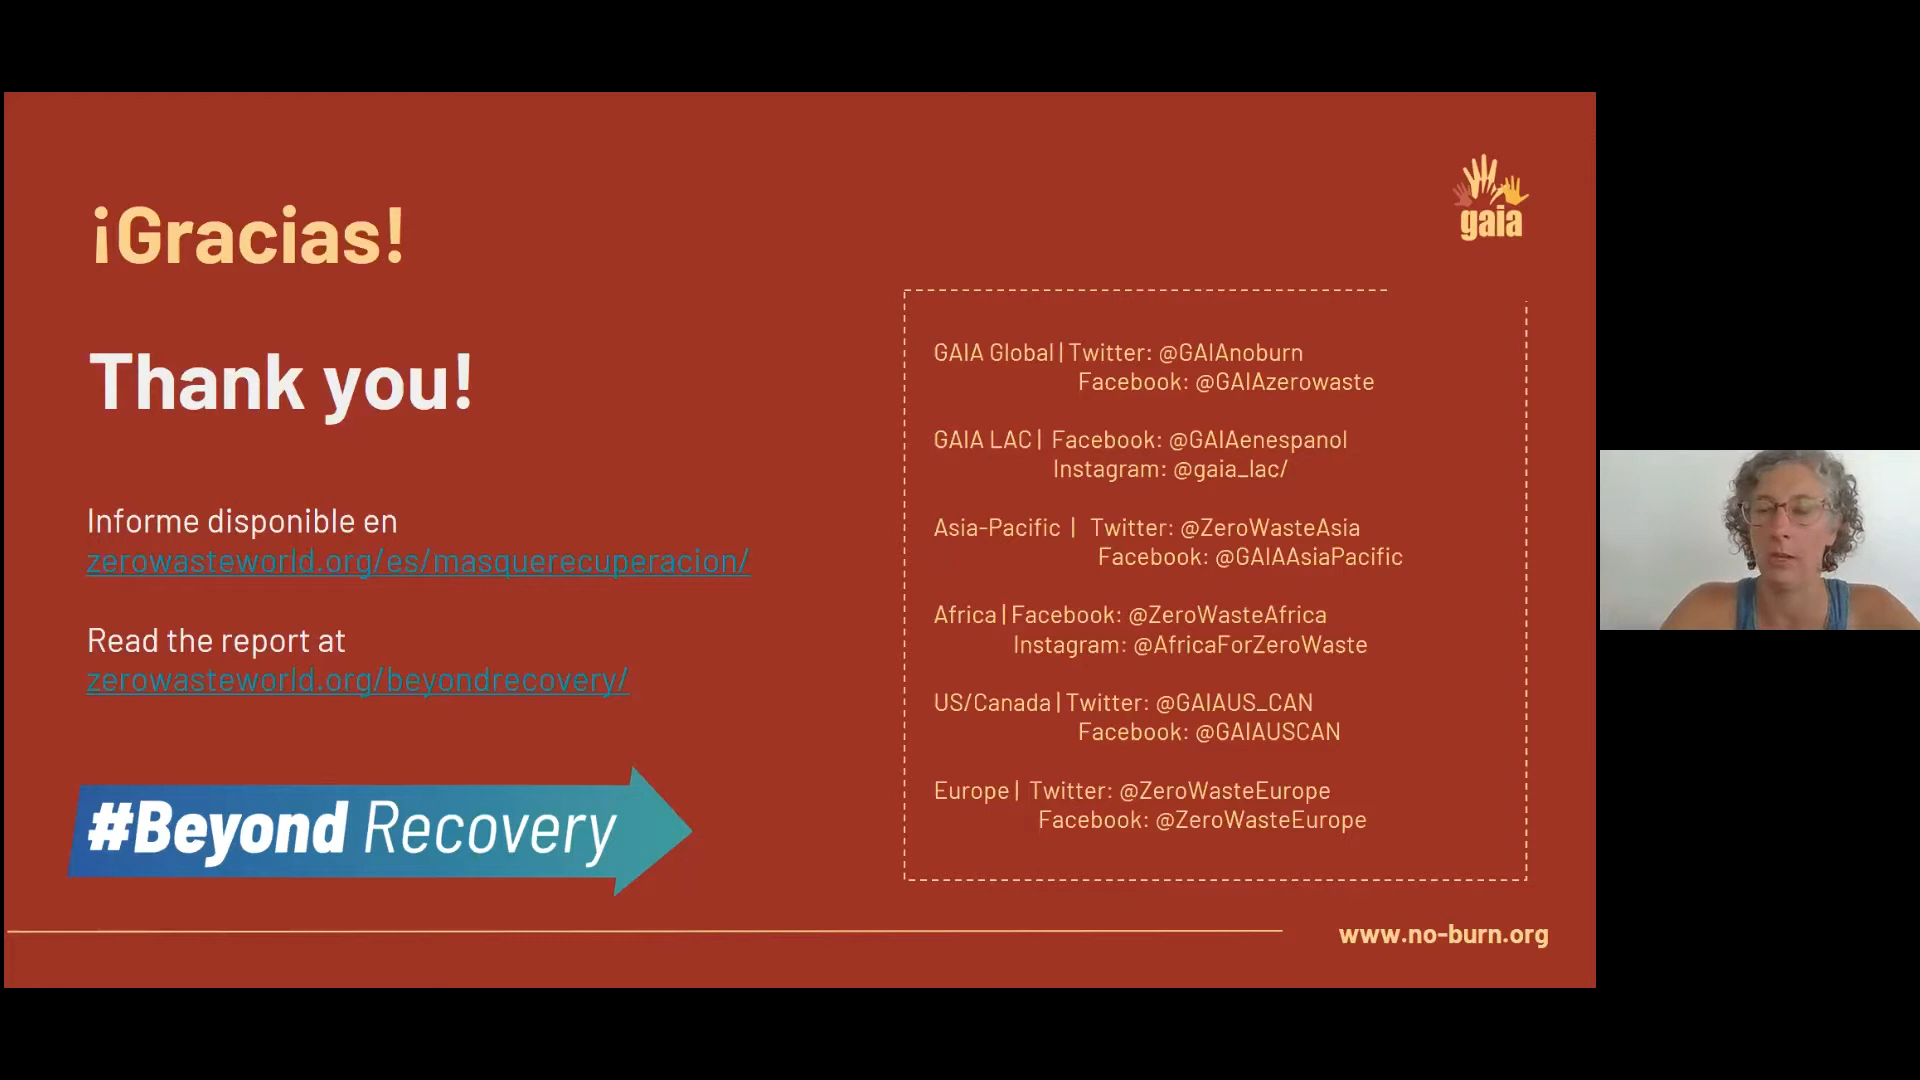 ¡Gracias!
Thank you!
Informe disponible en
zerowasteworld.org/es/masquerecuperacion/
Read the report at
zerowasteworld.org/beyondrecovery/
#Beyond Recovery
gaia
GAIA Global | Twitter: @GAIAnoburn
Facebook: @GAIAzerowaste
GAIA LAC | Facebook: @GAIAenespanol
Instagram: @gaia_lac/
Asia-Pacific | Twitter: @ZeroWasteAsia
Facebook: @GAIAAsiaPacific
Africa | Facebook: @ZeroWasteAfrica
Instagram: @AfricaForZeroWaste
US/Canada | Twitter: @GAIAUS_CAN
Facebook: @GAIAUSCAN
Europe | Twitter: @ZeroWasteEurope
Facebook: @ZeroWasteEurope
www.no-burn.org